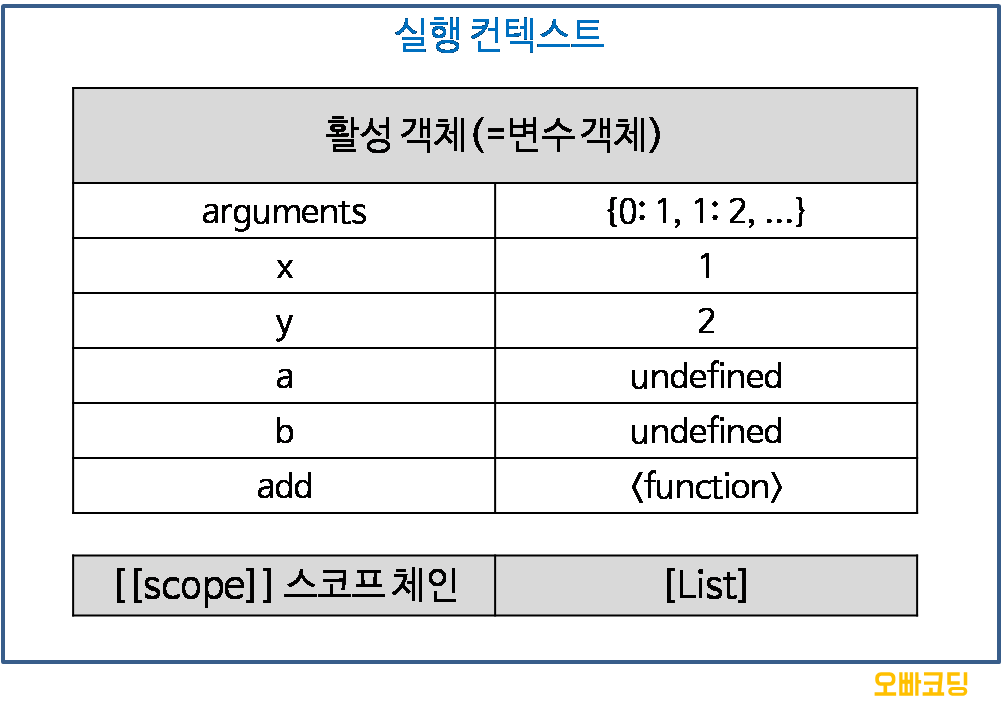 실행 컨텍스트
활성 객체(=변수 객체)
arguments {0: 1, 1: 2, ...}
x 1
y 2
a undefined
b undefined
add <function>
[[scope]] 스코프 체인 [List]
오빠코딩